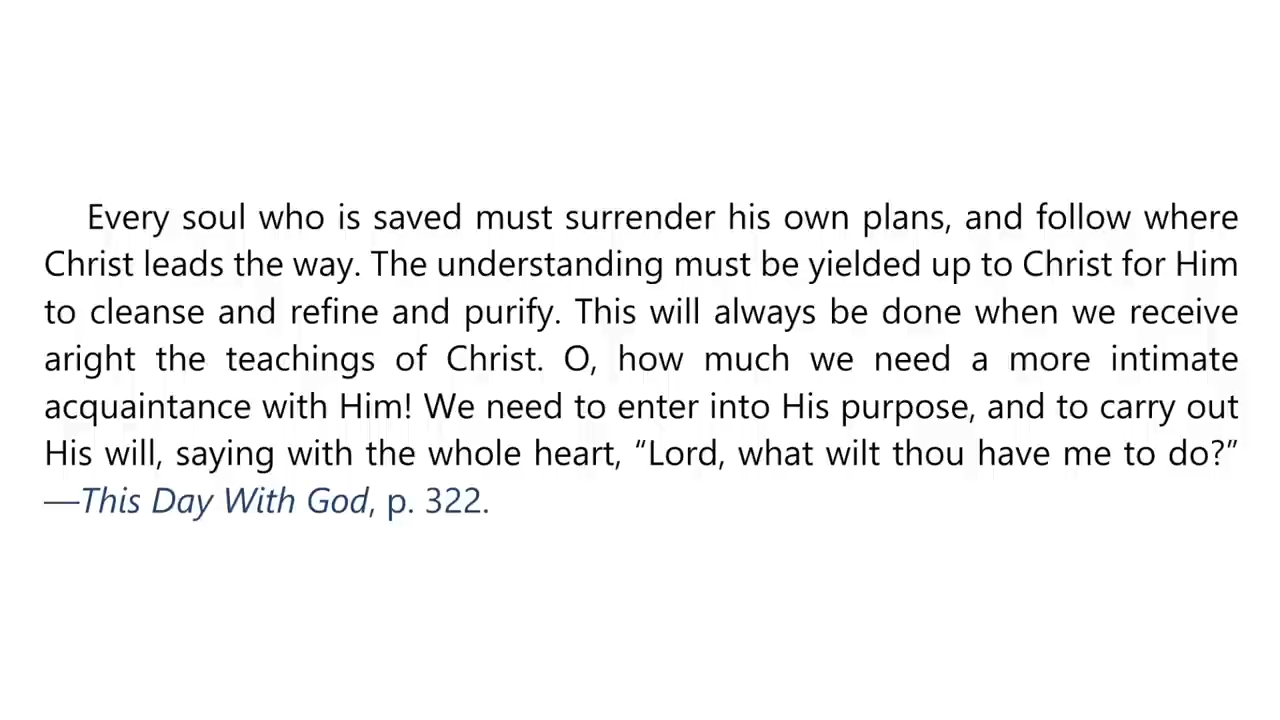 Every soul who is saved must surrender his own plans, and follow where
Christ leads the way. The understanding must be yielded up to Christ for Him
to cleanse and refine and purify. This will always be done when we receive
aright the teachings of Christ. O, how much we need a more intimate
acquaintance with Him! We need to enter into His purpose, and to carry out
His will, saying with the whole heart, “Lord, what wilt thou have me to do?”
—This Day With God, p. 322.